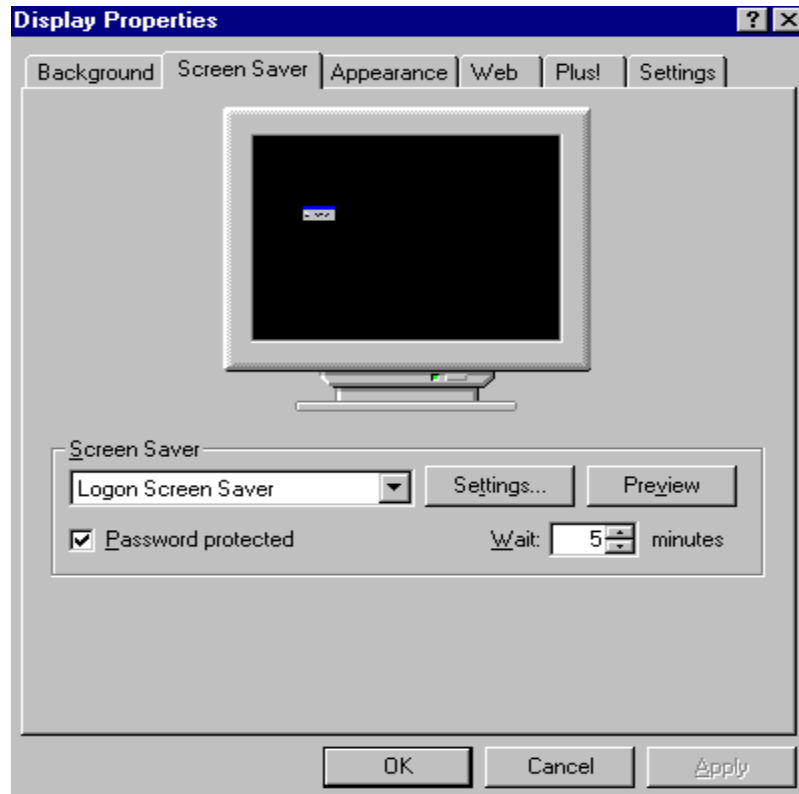 Display Properties
Background Screen Saver Appearance Web Plus! Settings
Screen Saver
Logon Screen Saver Settings... Preview
Password protected Wait: 5 minutes
OK Cancel Apply